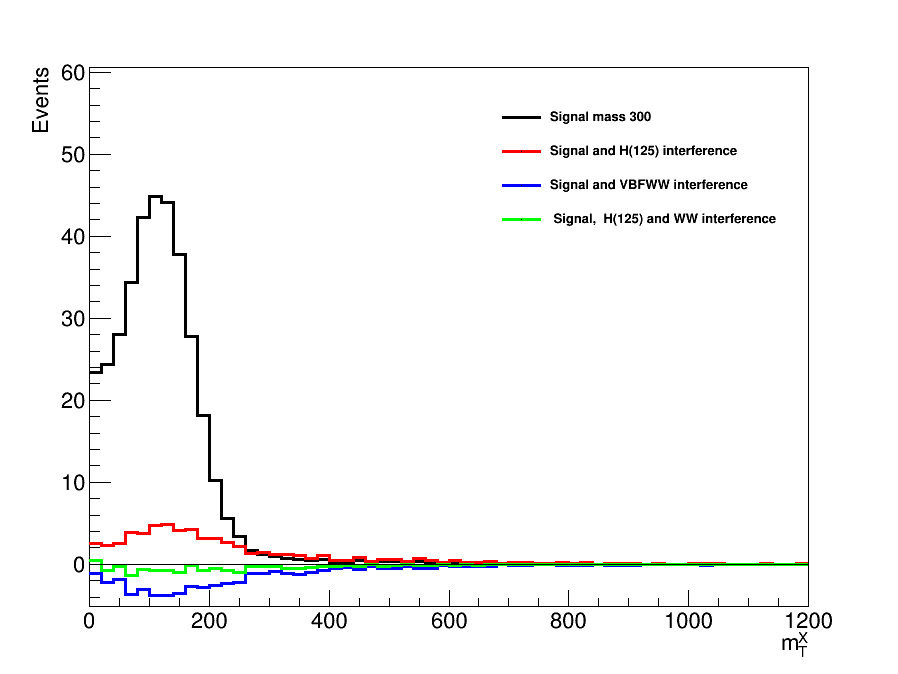 Events
60
50
40
30
20
10
0
Signal mass 300
Signal and H(125) interference
Signal and VBFWW interference
Signal, H(125) and WW interference
0 200 400 600 800 1000 1200
m_T^X